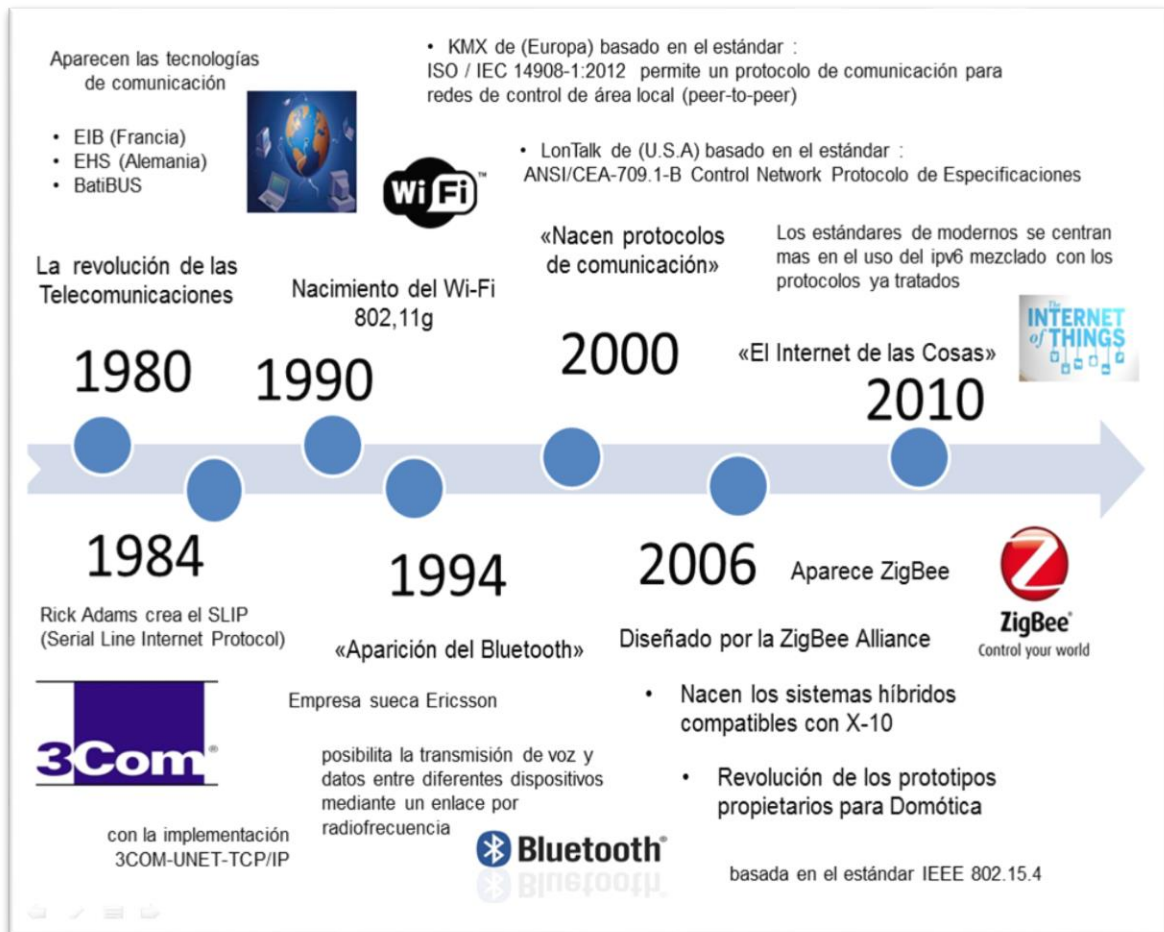 Aparecen las tecnologías
de comunicación
• EIB (Francia)
• EHS (Alemania)
• BatiBUS
• KMX de (Europa) basado en el estándar :
ISO / IEC 14908-1:2012 permite un protocolo de comunicación para
redes de control de área local (peer-to-peer)
Wi Fi™
• LonTalk de (U.S.A) basado en el estándar :
ANSI/CEA-709.1-B Control Network Protocolo de Especificaciones
La revolución de las
Telecomunicaciones
1980
Nacimiento del Wi-Fi
802,11g
1990
«Nacen protocolos
de comunicación»
2000
Los estándares de modernos se centran
mas en el uso del ipv6 mezclado con los
protocolos ya tratados
The
INTERNET
of THINGS
«El Internet de las Cosas»
2010
1984
Rick Adams crea el SLIP
(Serial Line Internet Protocol)
3Com®
con la implementación
3COM-UNET-TCP/IP
1994
«Aparición del Bluetooth»
Empresa sueca Ericsson
posibilita la transmisión de voz y
datos entre diferentes dispositivos
mediante un enlace por
radiofrecuencia
Bluetooth®
2006
Aparece ZigBee
Diseñado por la ZigBee Alliance
ZigBee®
Control your world
• Nacen los sistemas híbridos
compatibles con X-10
• Revolución de los prototipos
propietarios para Domótica
basada en el estándar IEEE 802.15.4